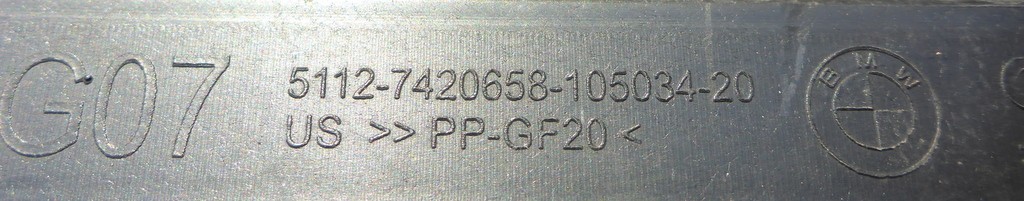 G07
5112-7420658-105034-20
US >> PP-GF20 <
BMW